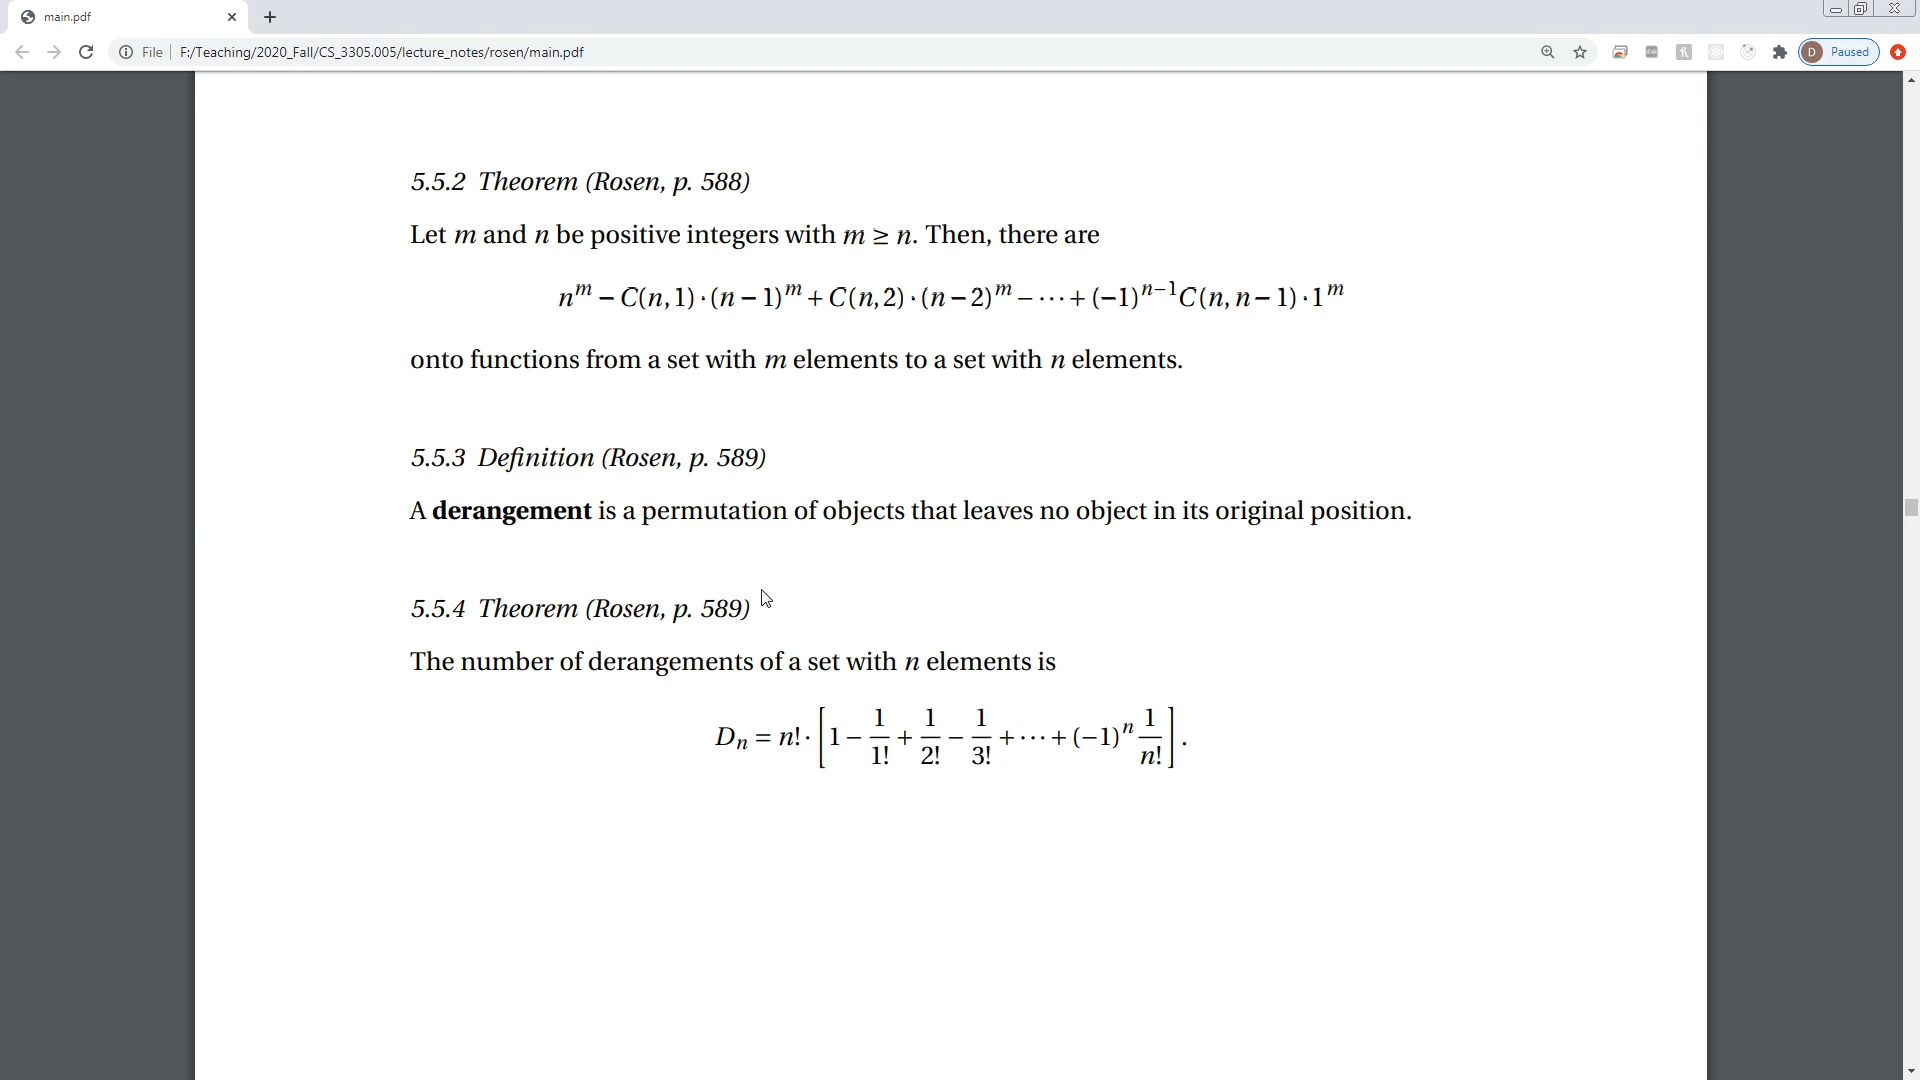 main.pdf
File F:/Teaching/2020_Fall/CS_3305.005/lecture_notes/rosen/main.pdf
D Paused
5.5.2 Theorem (Rosen, p. 588)
Let m and n be positive integers with m ≥ n. Then, there are
n^m − C(n,1)·(n−1)^m + C(n,2)·(n−2)^m − ··· + (−1)^{n−1}C(n,n−1)·1^m
onto functions from a set with m elements to a set with n elements.
5.5.3 Definition (Rosen, p. 589)
A derangement is a permutation of objects that leaves no object in its original position.
5.5.4 Theorem (Rosen, p. 589)
The number of derangements of a set with n elements is
D_n = n!·[1 − 1/1! + 1/2! − 1/3! + ··· + (−1)^n 1/n!].